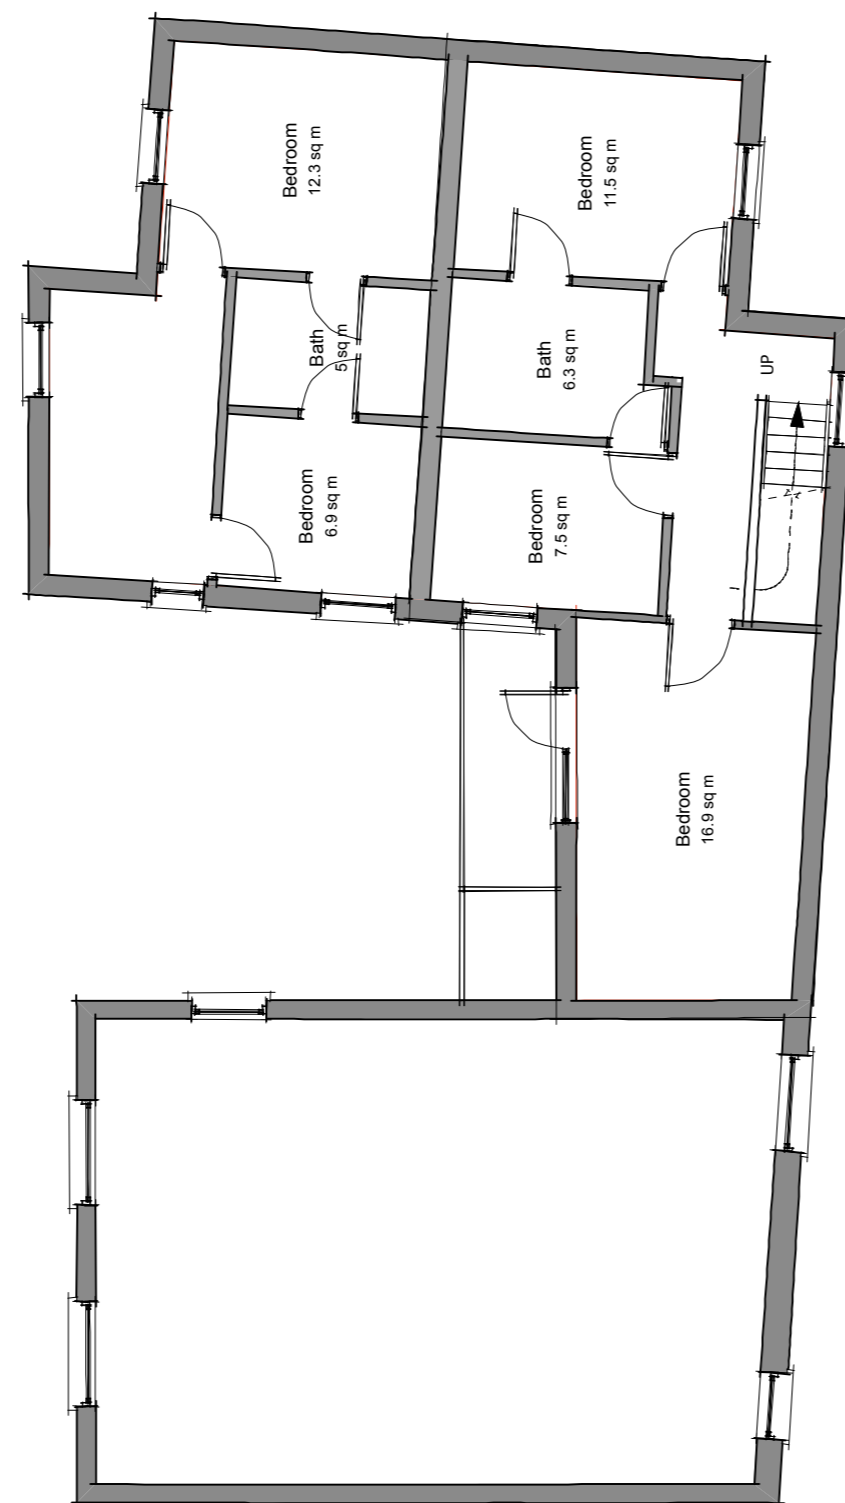 Bedroom
12.3 sq m
Bedroom
11.5 sq m
Bath
5 sq m
Bath
6.3 sq m
UP
Bedroom
6.9 sq m
Bedroom
7.5 sq m
Bedroom
16.9 sq m